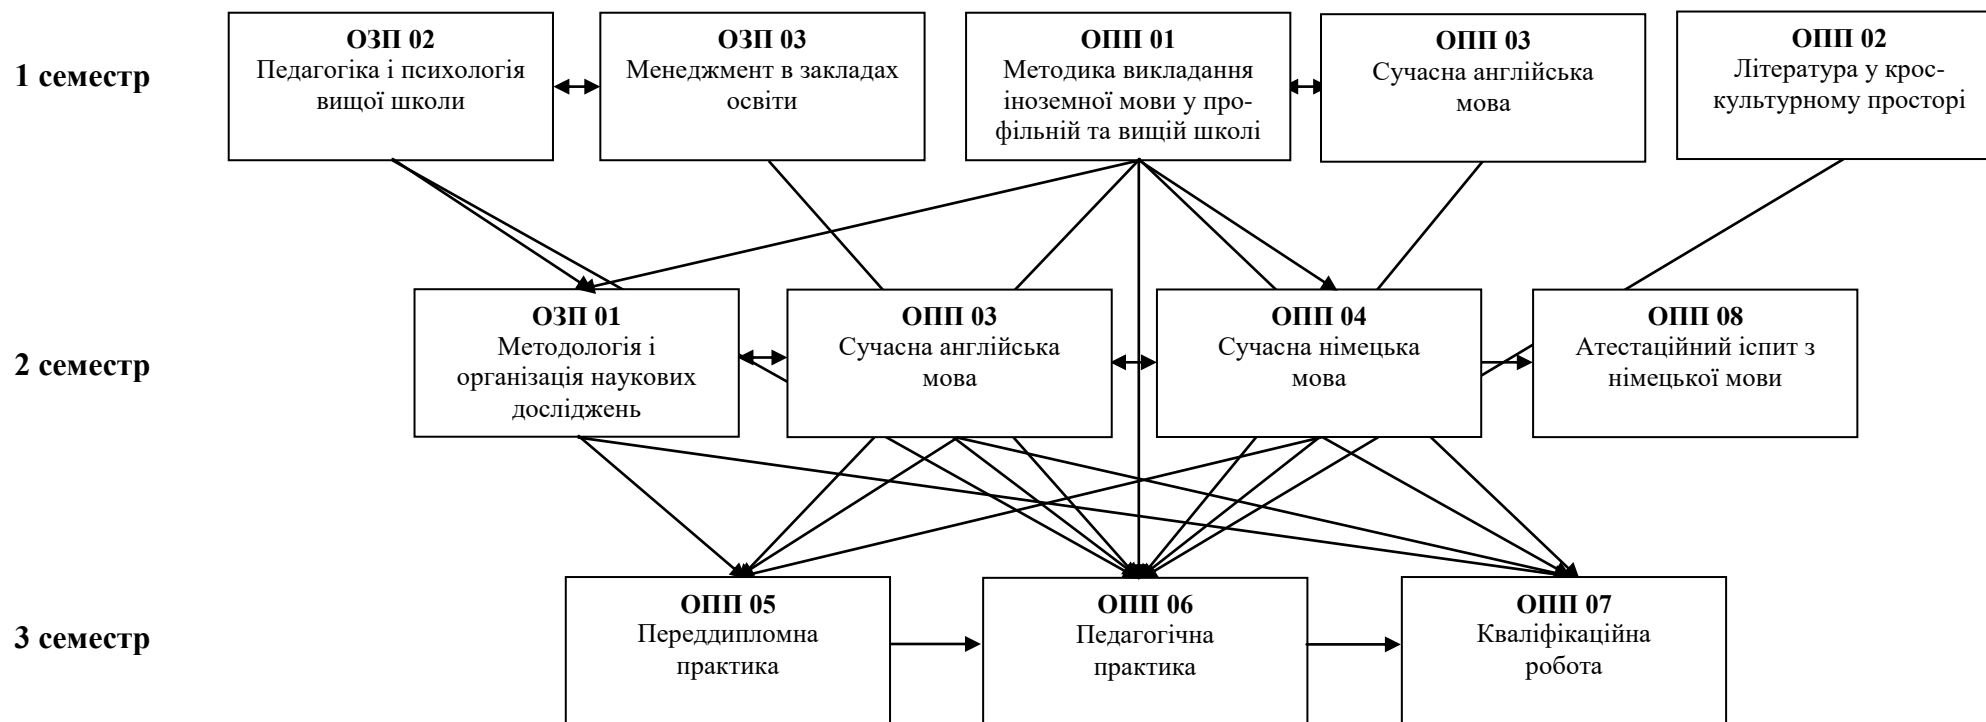 1 семестр
ОЗП 02
Педагогіка і психологія
вищої школи
ОЗП 03
Менеджмент в закладах
освіти
ОПП 01
Методика викладання
іноземної мови у про-
фільній та вищій школі
ОПП 03
Сучасна англійська
мова
ОПП 02
Література у крос-
культурному просторі
2 семестр
ОЗП 01
Методологія і
організація наукових
досліджень
ОПП 03
Сучасна англійська
мова
ОПП 04
Сучасна німецька
мова
ОПП 08
Атестаційний іспит з
німецької мови
3 семестр
ОПП 05
Переддипломна
практика
ОПП 06
Педагогічна
практика
ОПП 07
Кваліфікаційна
робота